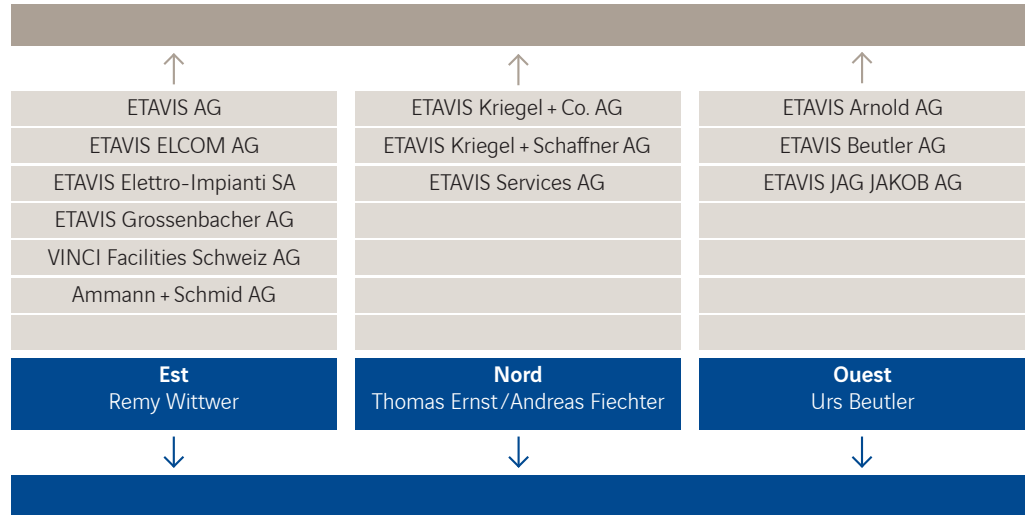 ETAVIS AG
ETAVIS ELCOM AG
ETAVIS Elettro-Impianti SA
ETAVIS Grossenbacher AG
VINCI Facilities Schweiz AG
Ammann + Schmid AG
Est
Remy Wittwer
ETAVIS Kriegel + Co. AG
ETAVIS Kriegel + Schaffner AG
ETAVIS Services AG
Nord
Thomas Ernst/Andreas Fiechter
ETAVIS Arnold AG
ETAVIS Beutler AG
ETAVIS JAG JAKOB AG
Ouest
Urs Beutler